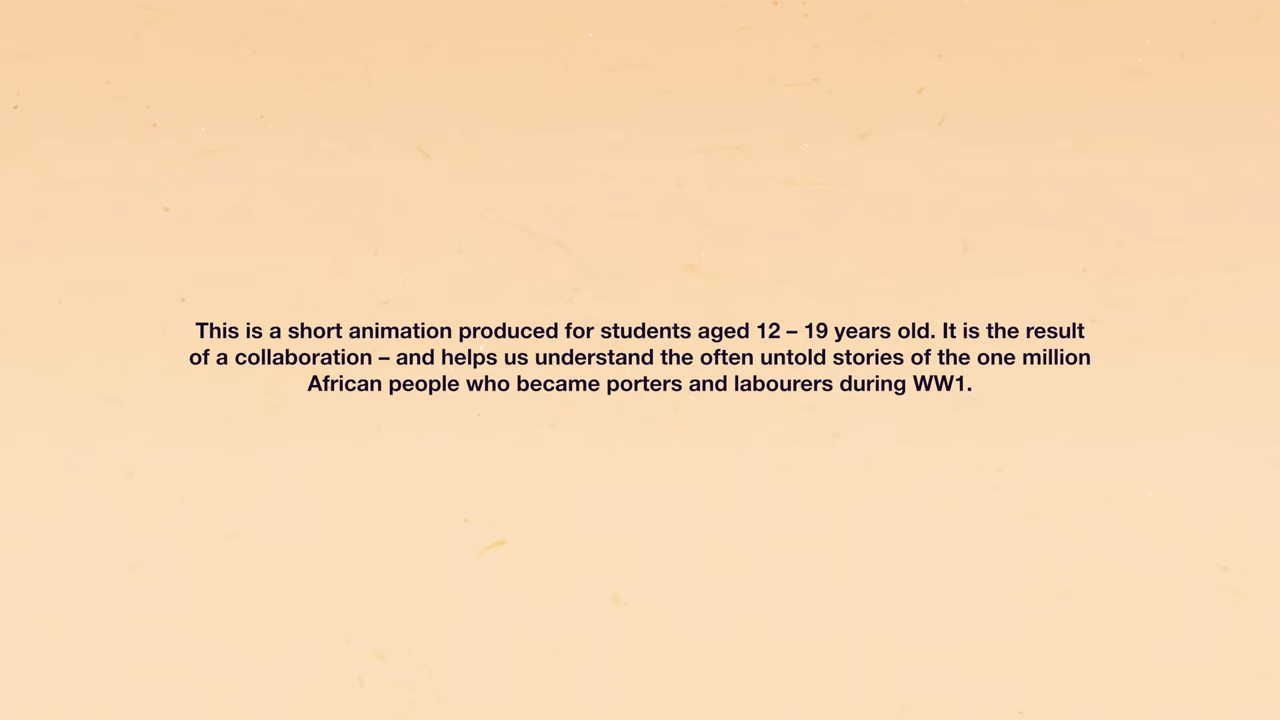 This is a short animation produced for students aged 12 – 19 years old. It is the result
of a collaboration – and helps us understand the often untold stories of the one million
African people who became porters and labourers during WW1.